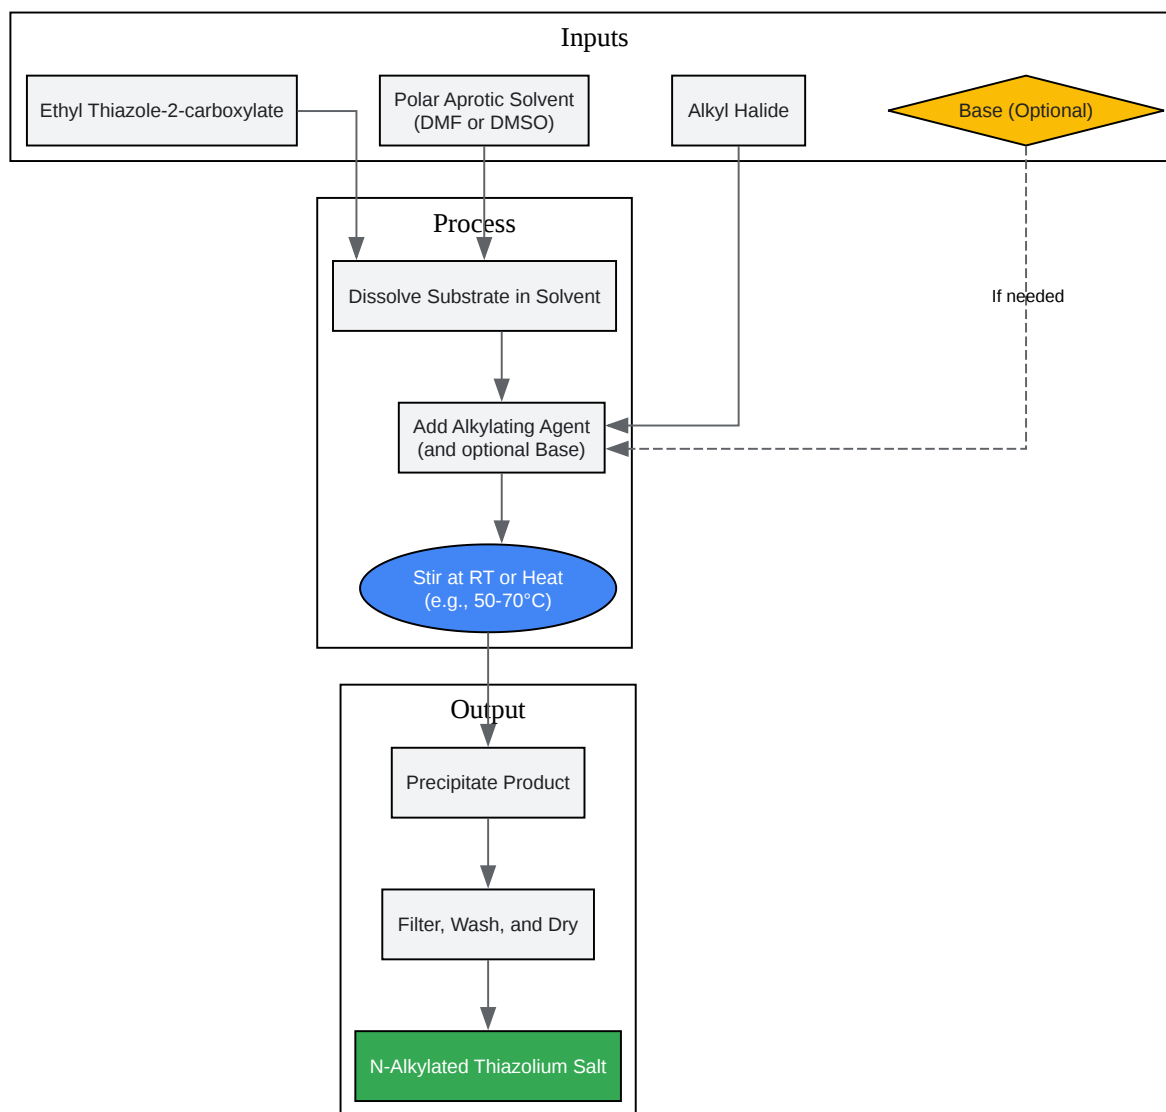 Inputs
Ethyl Thiazole-2-carboxylate
Polar Aprotic Solvent
(DMF or DMSO)
Alkyl Halide
Base (Optional)
Process
Dissolve Substrate in Solvent
If needed
Add Alkylating Agent
(and optional Base)
Stir at RT or Heat
(e.g., 50-70°C)
Output
Precipitate Product
Filter, Wash, and Dry
N-Alkylated Thiazolium Salt